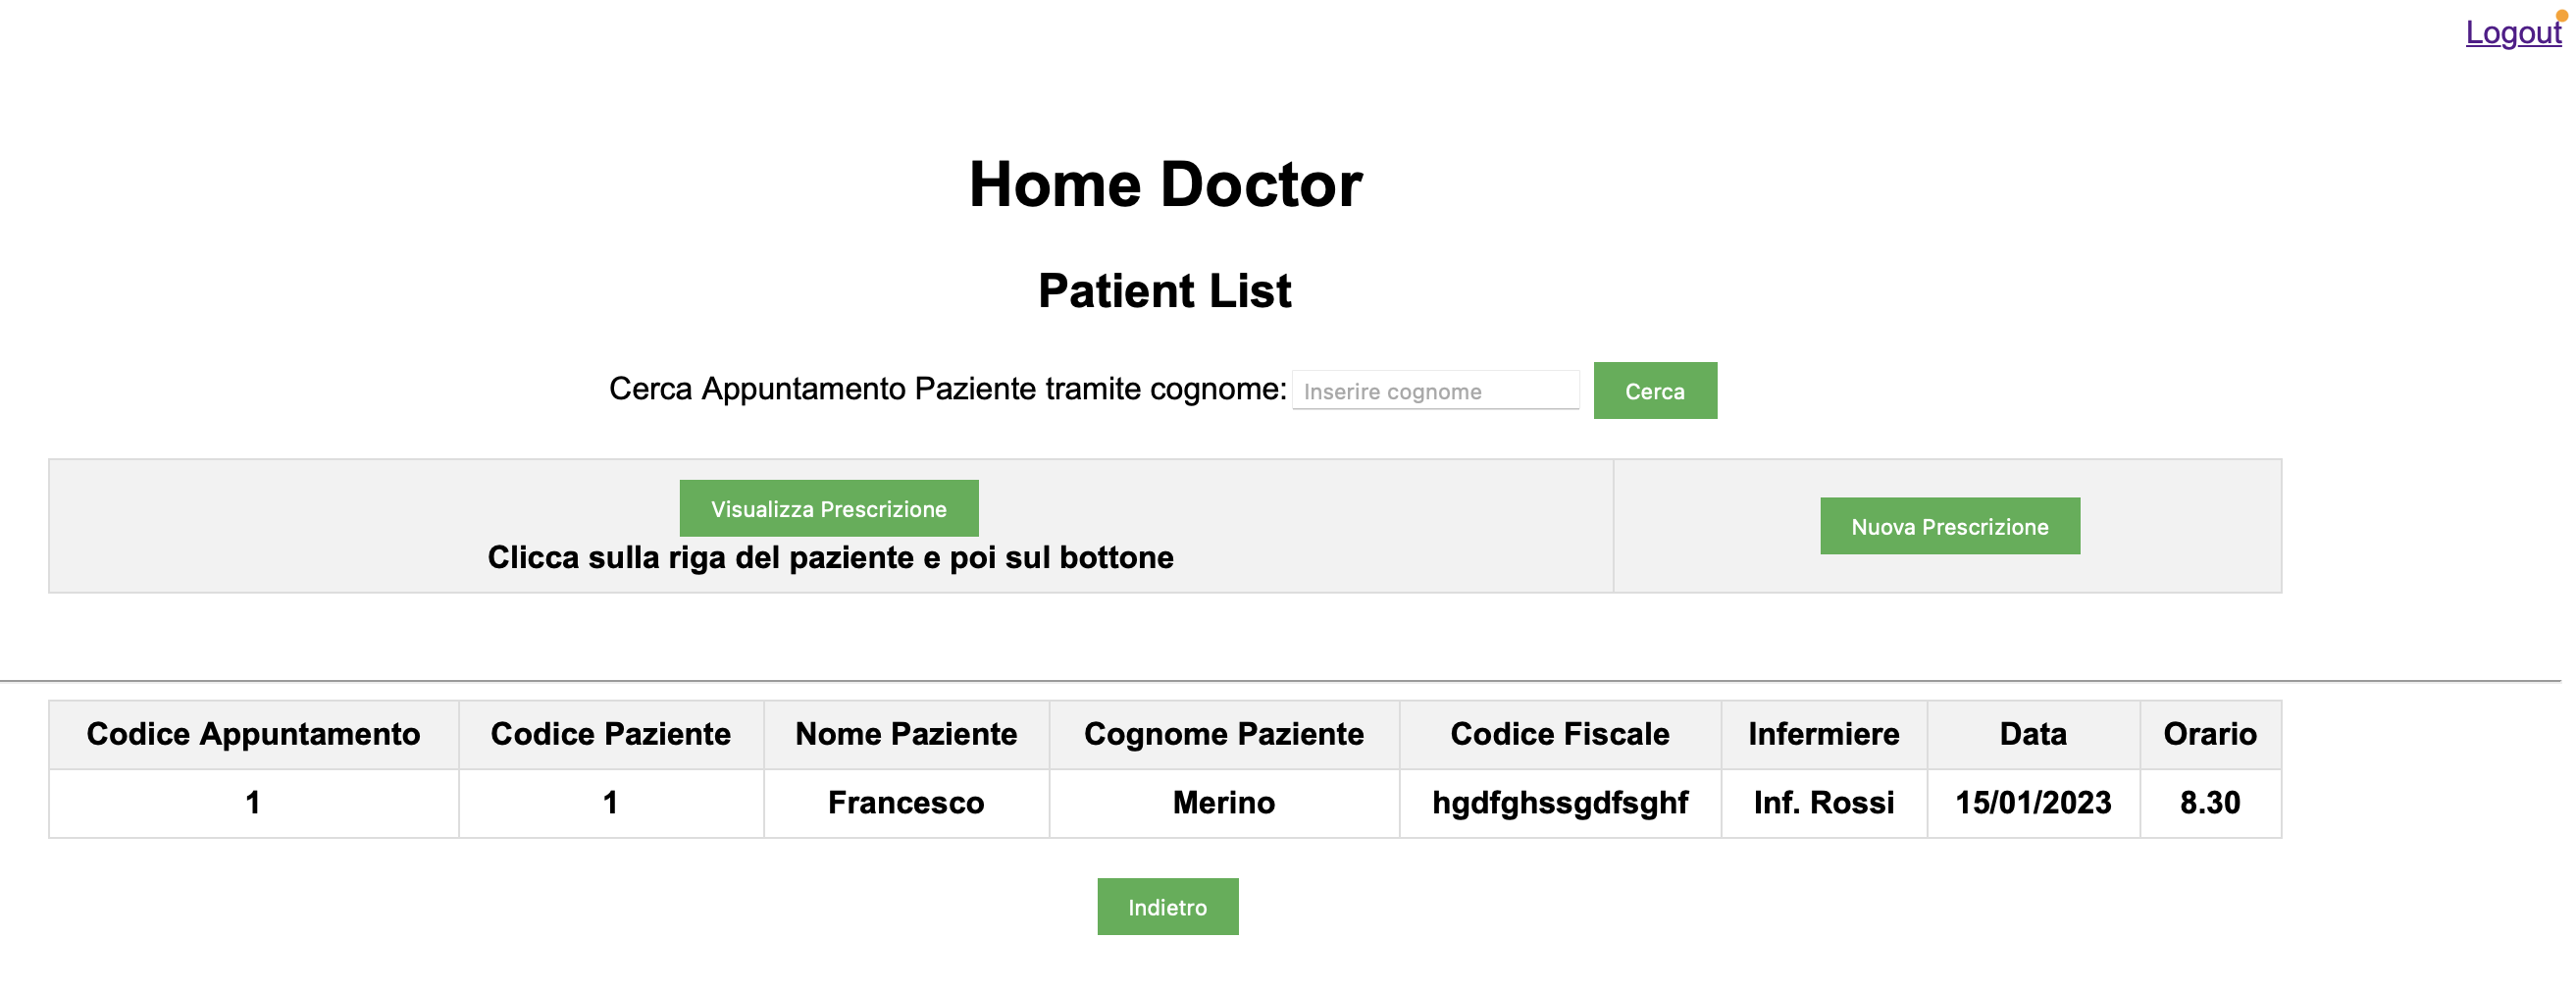 Logout
Home Doctor
Patient List
Cerca Appuntamento Paziente tramite cognome: Inserire cognome Cerca
Visualizza Prescrizione
Nuova Prescrizione
Clicca sulla riga del paziente e poi sul bottone
Codice Appuntamento Codice Paziente Nome Paziente Cognome Paziente Codice Fiscale Infermiere Data Orario
1 1 Francesco Merino hgdfghssgdfsghf Inf. Rossi 15/01/2023 8.30
Indietro